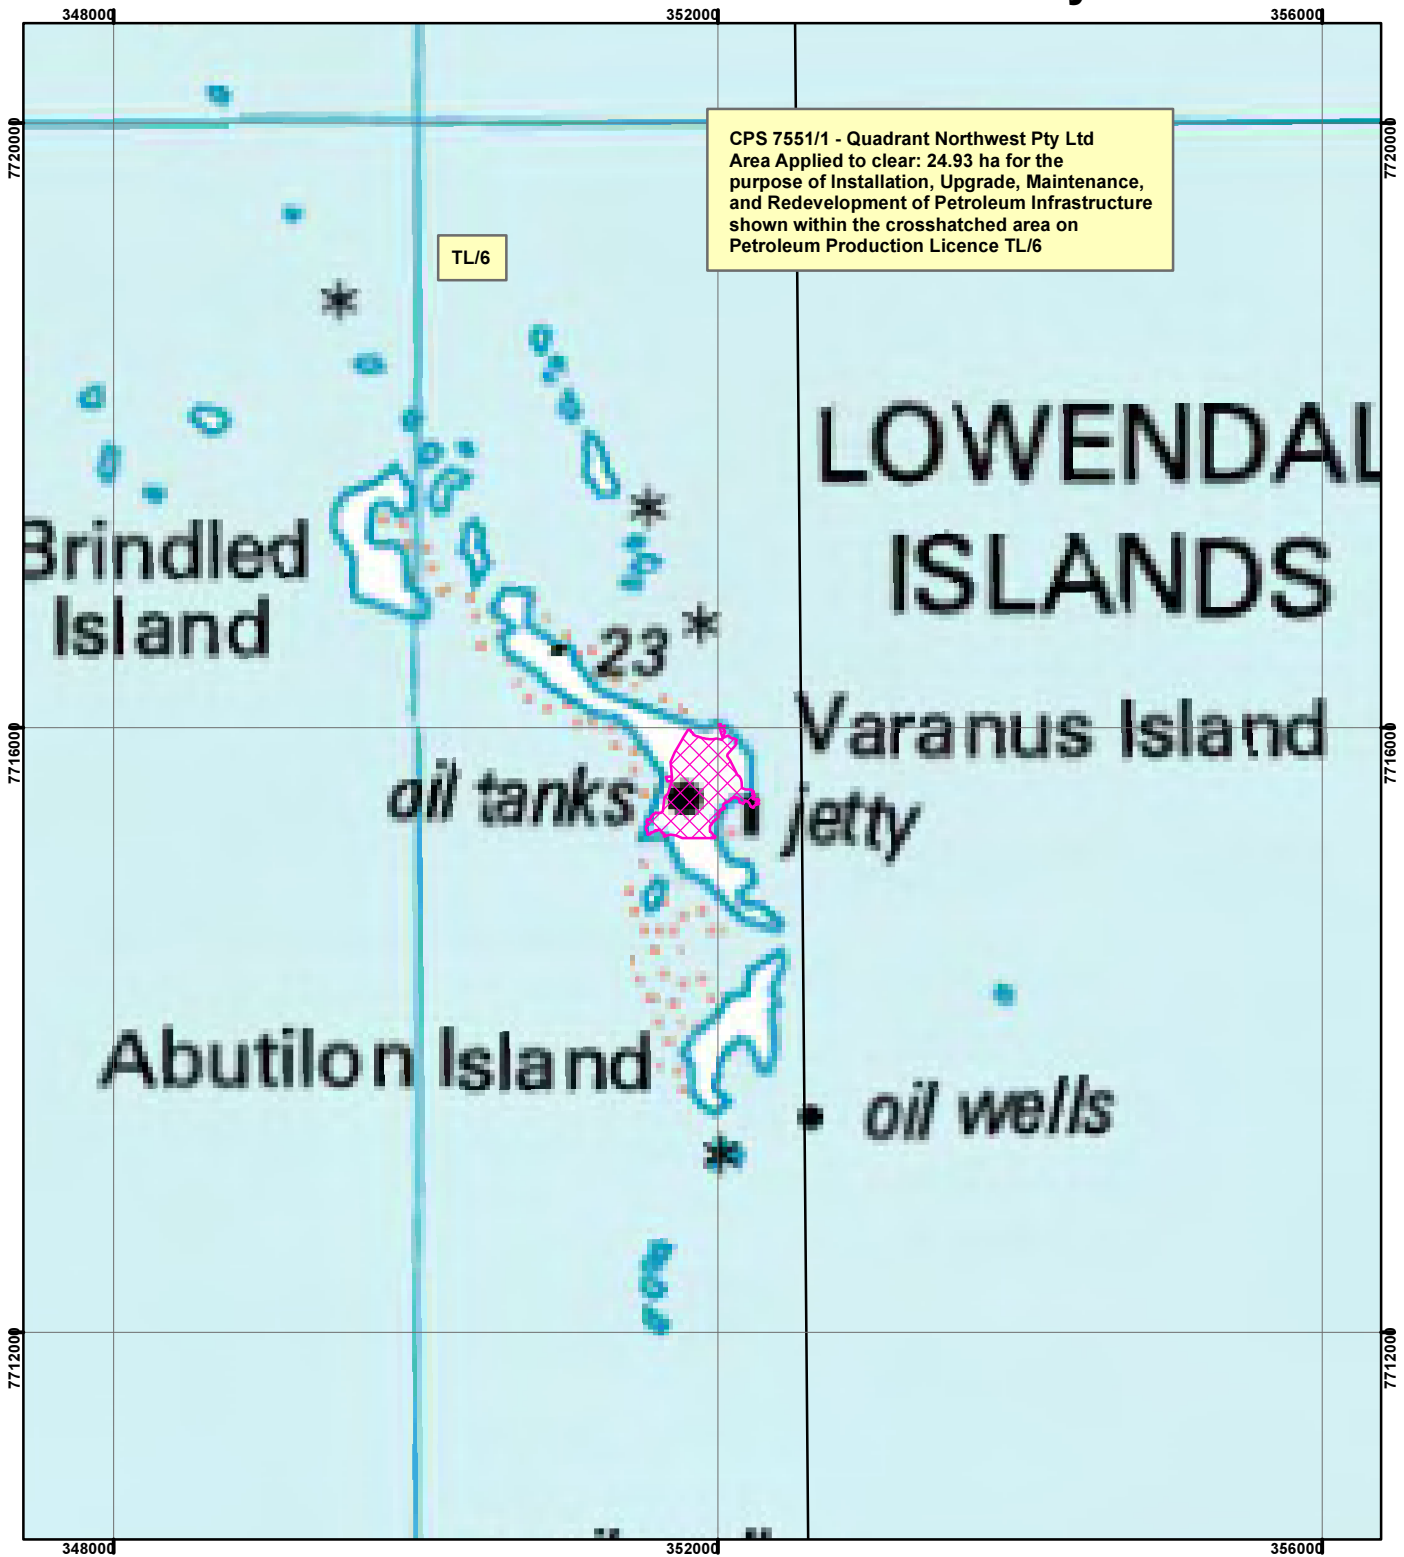 348000 352000 356000
7720000 7720000
CPS 7551/1 - Quadrant Northwest Pty Ltd
Area Applied to clear: 24.93 ha for the
purpose of Installation, Upgrade, Maintenance,
and Redevelopment of Petroleum Infrastructure
shown within the crosshatched area on
Petroleum Production Licence TL/6
TL/6
LOWENDAL
ISLANDS
Brindled
Island
23
Varanus Island
7716000 7716000
oil tanks
jetty
Abutilon Island
oil wells
7712000 7712000
348000 352000 356000